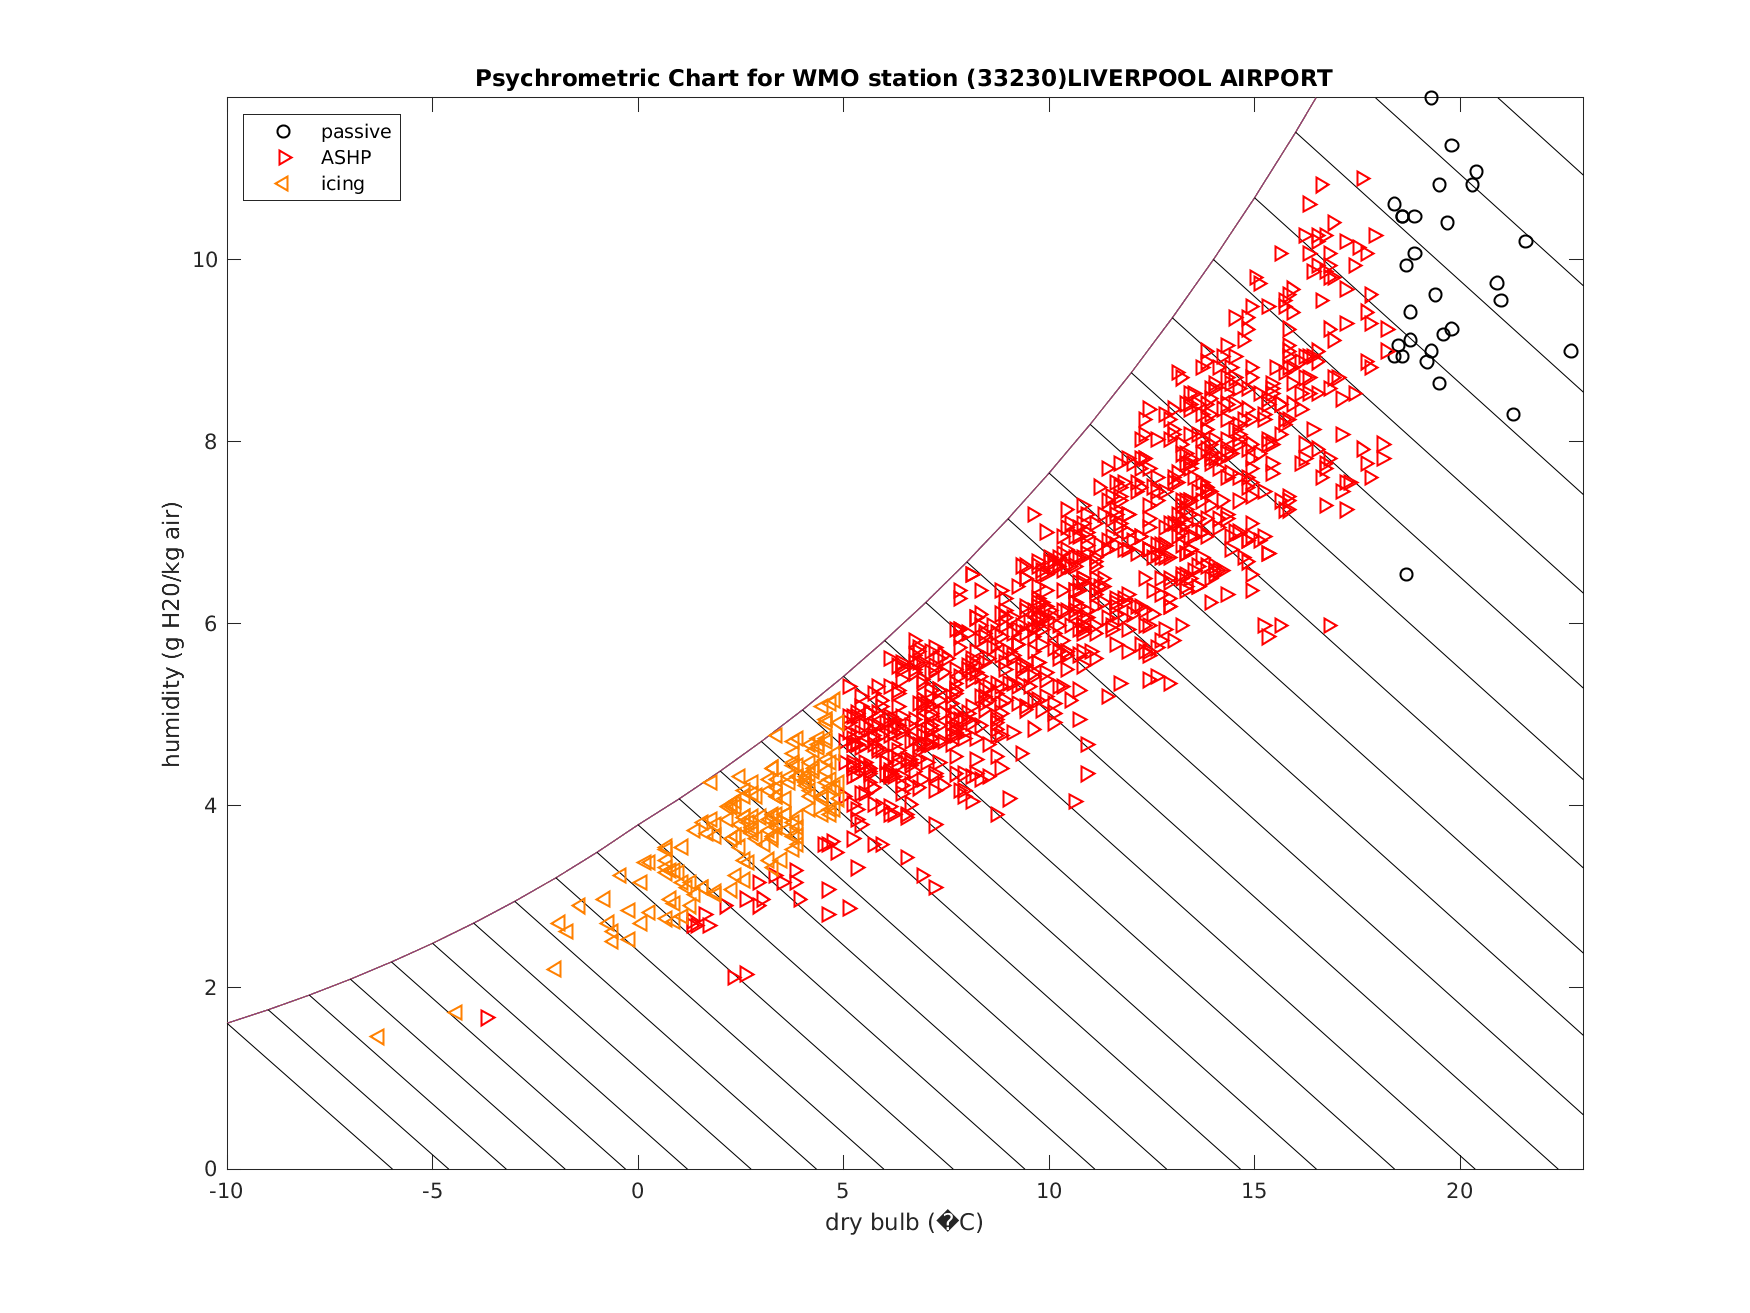 Psychrometric Chart for WMO station (33230)LIVERPOOL AIRPORT
passive
ASHP
icing
humidity (g H20/kg air)
10
8
6
4
2
0
-10 -5 0 5 10 15 20
dry bulb (�C)